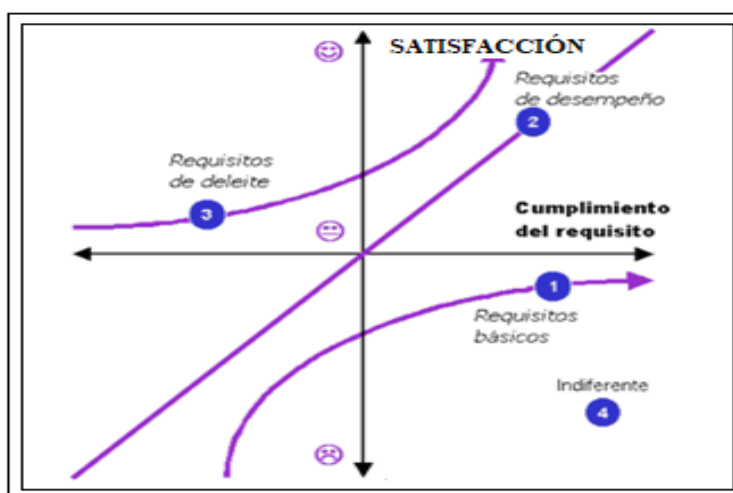 SATISFACCIÓN
Requisitos
de desempeño
2
Requisitos
de deleite
3
Cumplimiento
del requisito
1
Requisitos
básicos
Indiferente
4